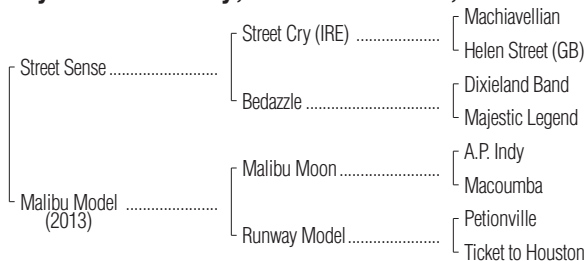 Machiavellian
Street Cry (IRE) ..................
Helen Street (GB)
Street Sense ........................
Dixieland Band
Bedazzle .............................
Majestic Legend
A.P. Indy
Malibu Moon ......................
Macoumba
Malibu Model ....................
(2013)
Petionville
Runway Model ....................
Ticket to Houston